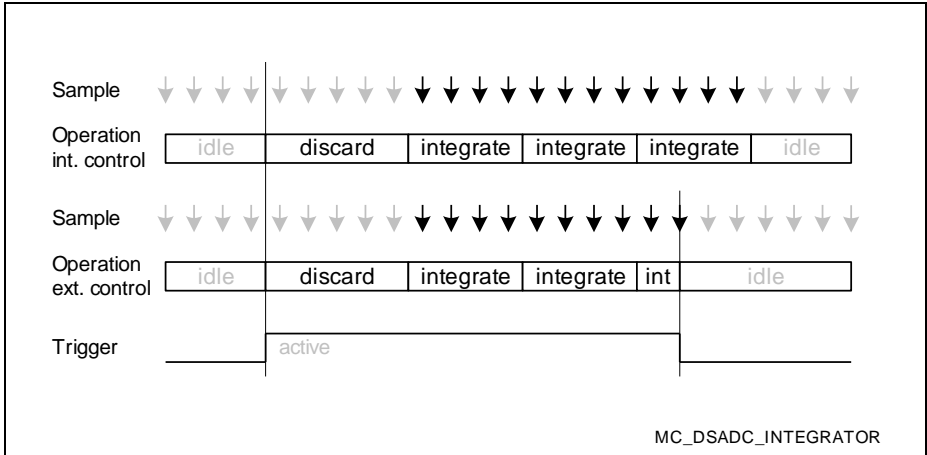 Sample
Operation
int. control
idle discard integrate integrate integrate idle
Sample
Operation
ext. control
idle discard integrate integrate int idle
Trigger
active
MC_DSADC_INTEGRATOR